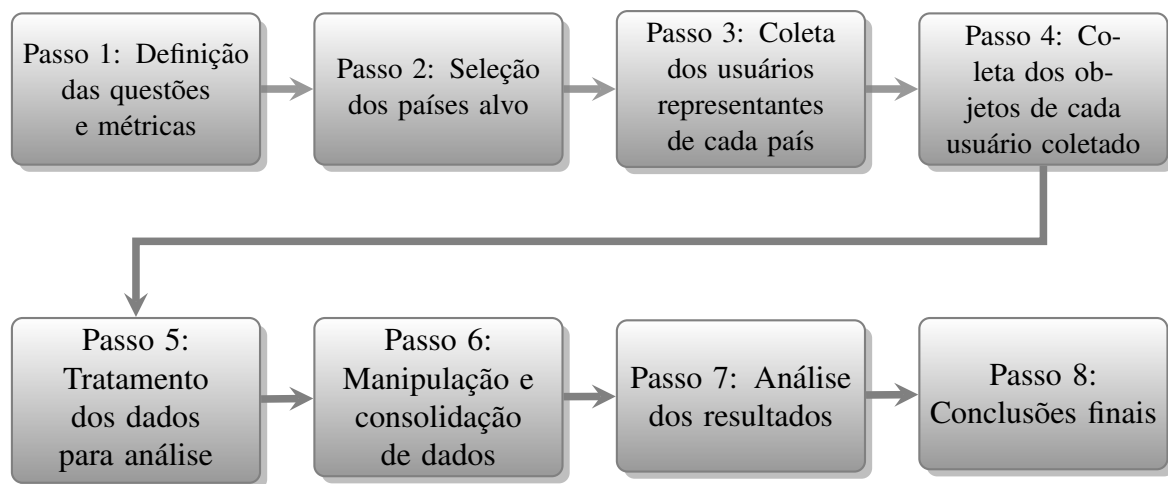 Passo 1: Definição
das questões
e métricas
Passo 2: Seleção
dos países alvo
Passo 3: Coleta
dos usuários
representantes
de cada país
Passo 4: Co-
leta dos ob-
jetos de cada
usuário coletado
Passo 5:
Tratamento
dos dados
para análise
Passo 6:
Manipulação e
consolidação
de dados
Passo 7: Análise
dos resultados
Passo 8:
Conclusões finais